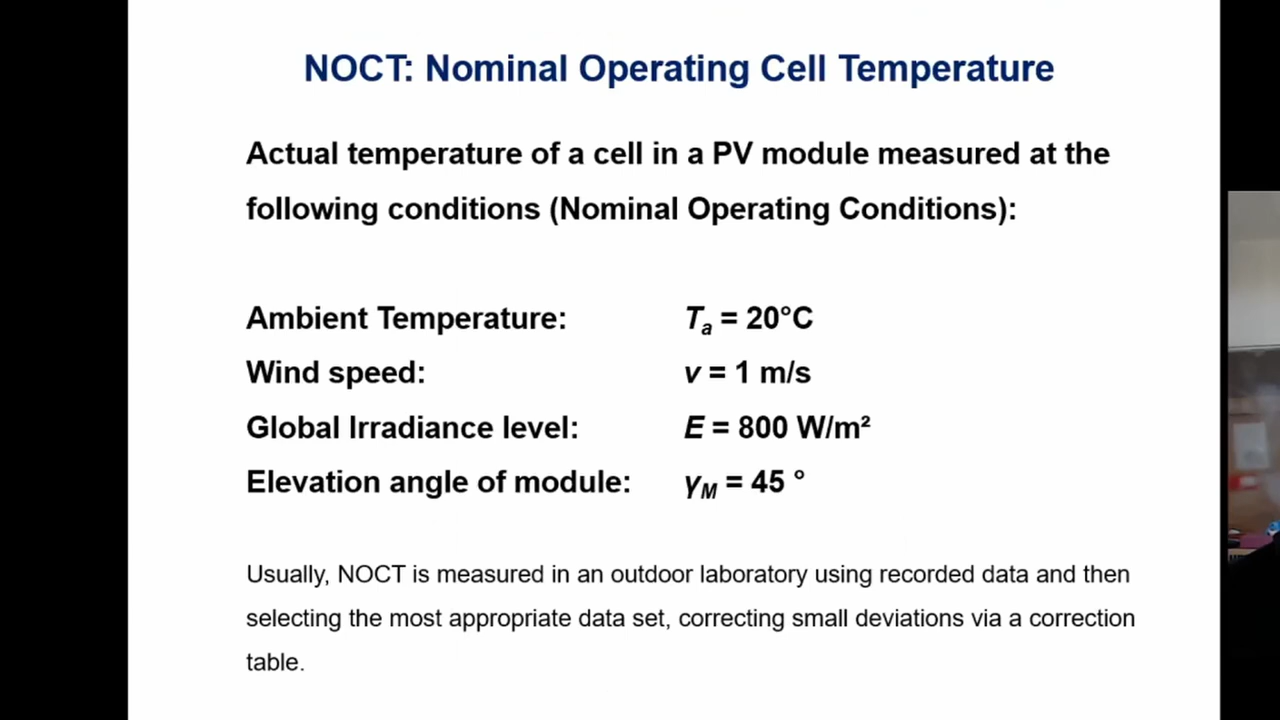 NOCT: Nominal Operating Cell Temperature
Actual temperature of a cell in a PV module measured at the
following conditions (Nominal Operating Conditions):
Ambient Temperature: Ta = 20°C
Wind speed: v = 1 m/s
Global Irradiance level: E = 800 W/m²
Elevation angle of module: γM = 45 °
Usually, NOCT is measured in an outdoor laboratory using recorded data and then
selecting the most appropriate data set, correcting small deviations via a correction
table.